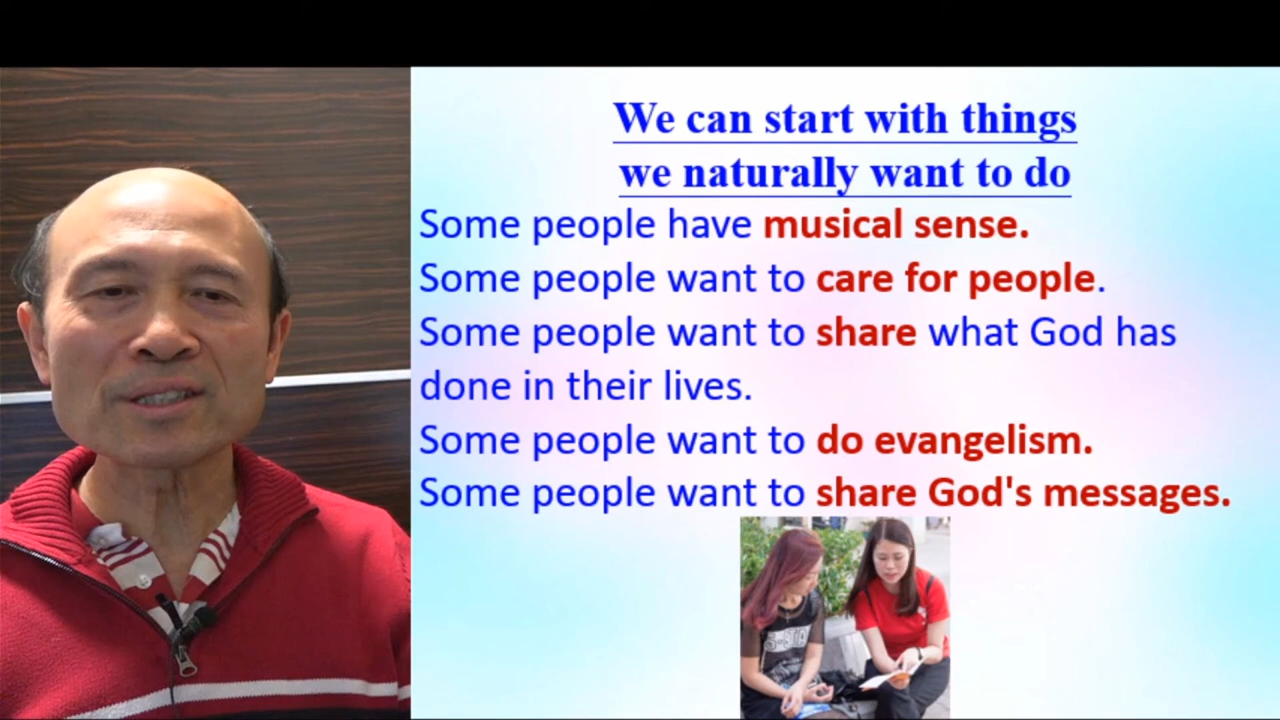 We can start with things
we naturally want to do
Some people have musical sense.
Some people want to care for people.
Some people want to share what God has
done in their lives.
Some people want to do evangelism.
Some people want to share God's messages.